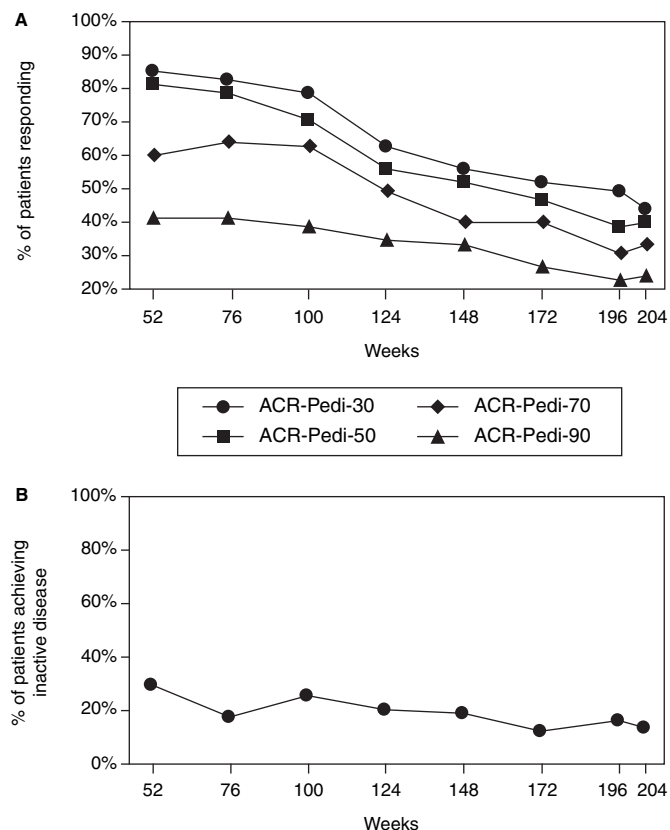 A
100%
90%
80%
70%
60%
50%
40%
30%
20%
% of patients responding
52 76 100 124 148 172 196 204
Weeks
ACR-Pedi-30 ACR-Pedi-70
ACR-Pedi-50 ACR-Pedi-90
B
100%
80%
60%
40%
20%
0%
% of patients achieving
inactive disease
52 76 100 124 148 172 196 204
Weeks